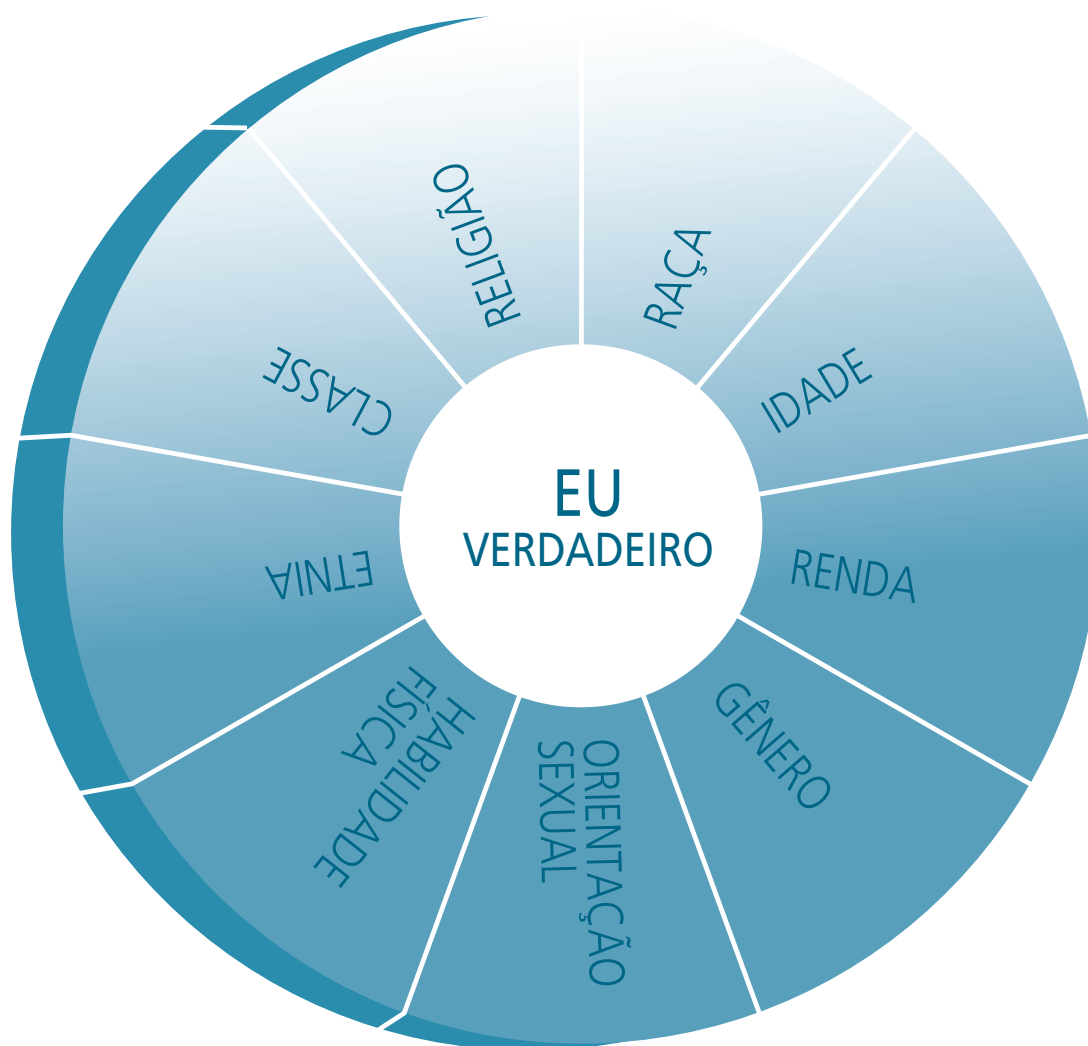 EU
VERDADEIRO
RAÇA
IDADE
RENDA
GÊNERO
ORIENTAÇÃO
SEXUAL
HABILIDADE
FÍSICA
ETNIA
CLASSE
RELIGIÃO